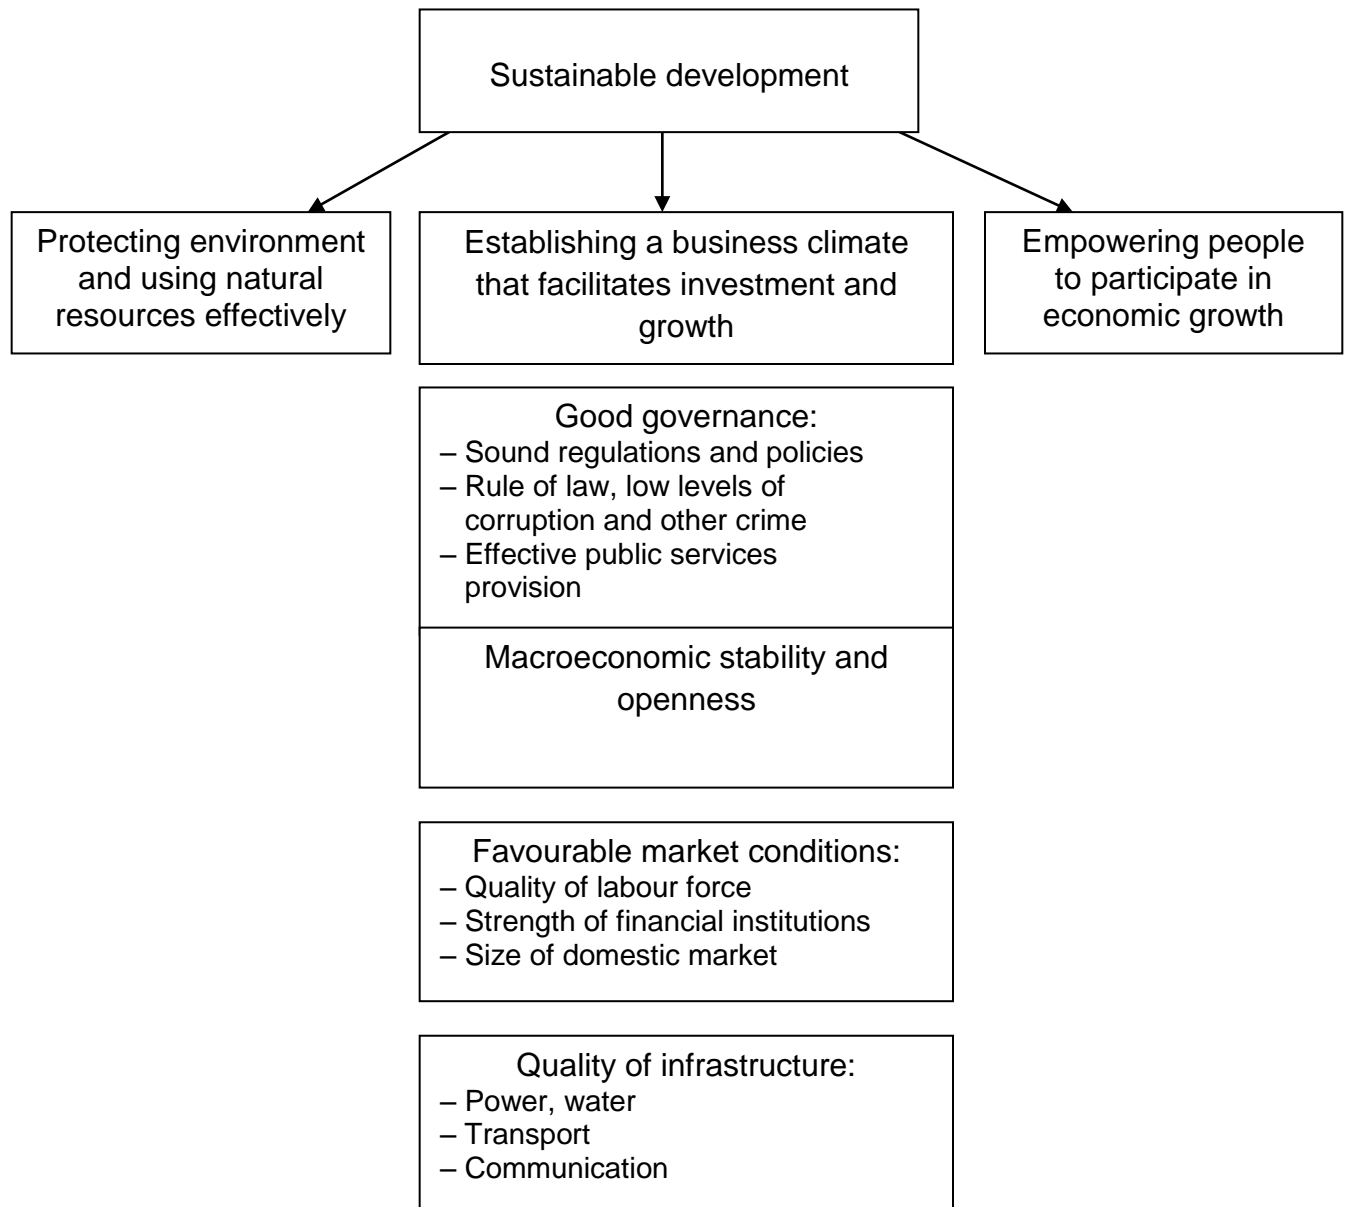 Sustainable development
Protecting environment
and using natural
resources effectively
Establishing a business climate
that facilitates investment and
growth
Empowering people
to participate in
economic growth
Good governance:
– Sound regulations and policies
– Rule of law, low levels of
corruption and other crime
– Effective public services
provision
Macroeconomic stability and
openness
Favourable market conditions:
– Quality of labour force
– Strength of financial institutions
– Size of domestic market
Quality of infrastructure:
– Power, water
– Transport
– Communication